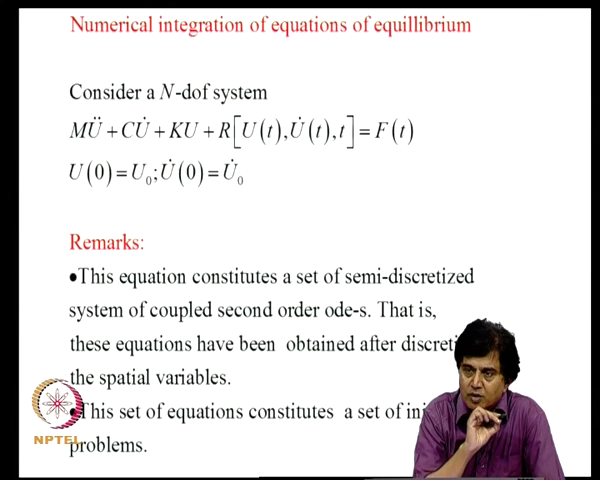 Numerical integration of equations of equillibrium
Consider a N-dof system
MÜ + CU̇ + KU + R[U(t), U̇(t), t] = F(t)
U(0) = U₀; U̇(0) = U̇₀
Remarks:
•This equation constitutes a set of semi-discretized
system of coupled second order ode-s. That is,
these equations have been obtained after
the spatial variables.
•This set of equations constitutes a set of
problems.
NPTEL